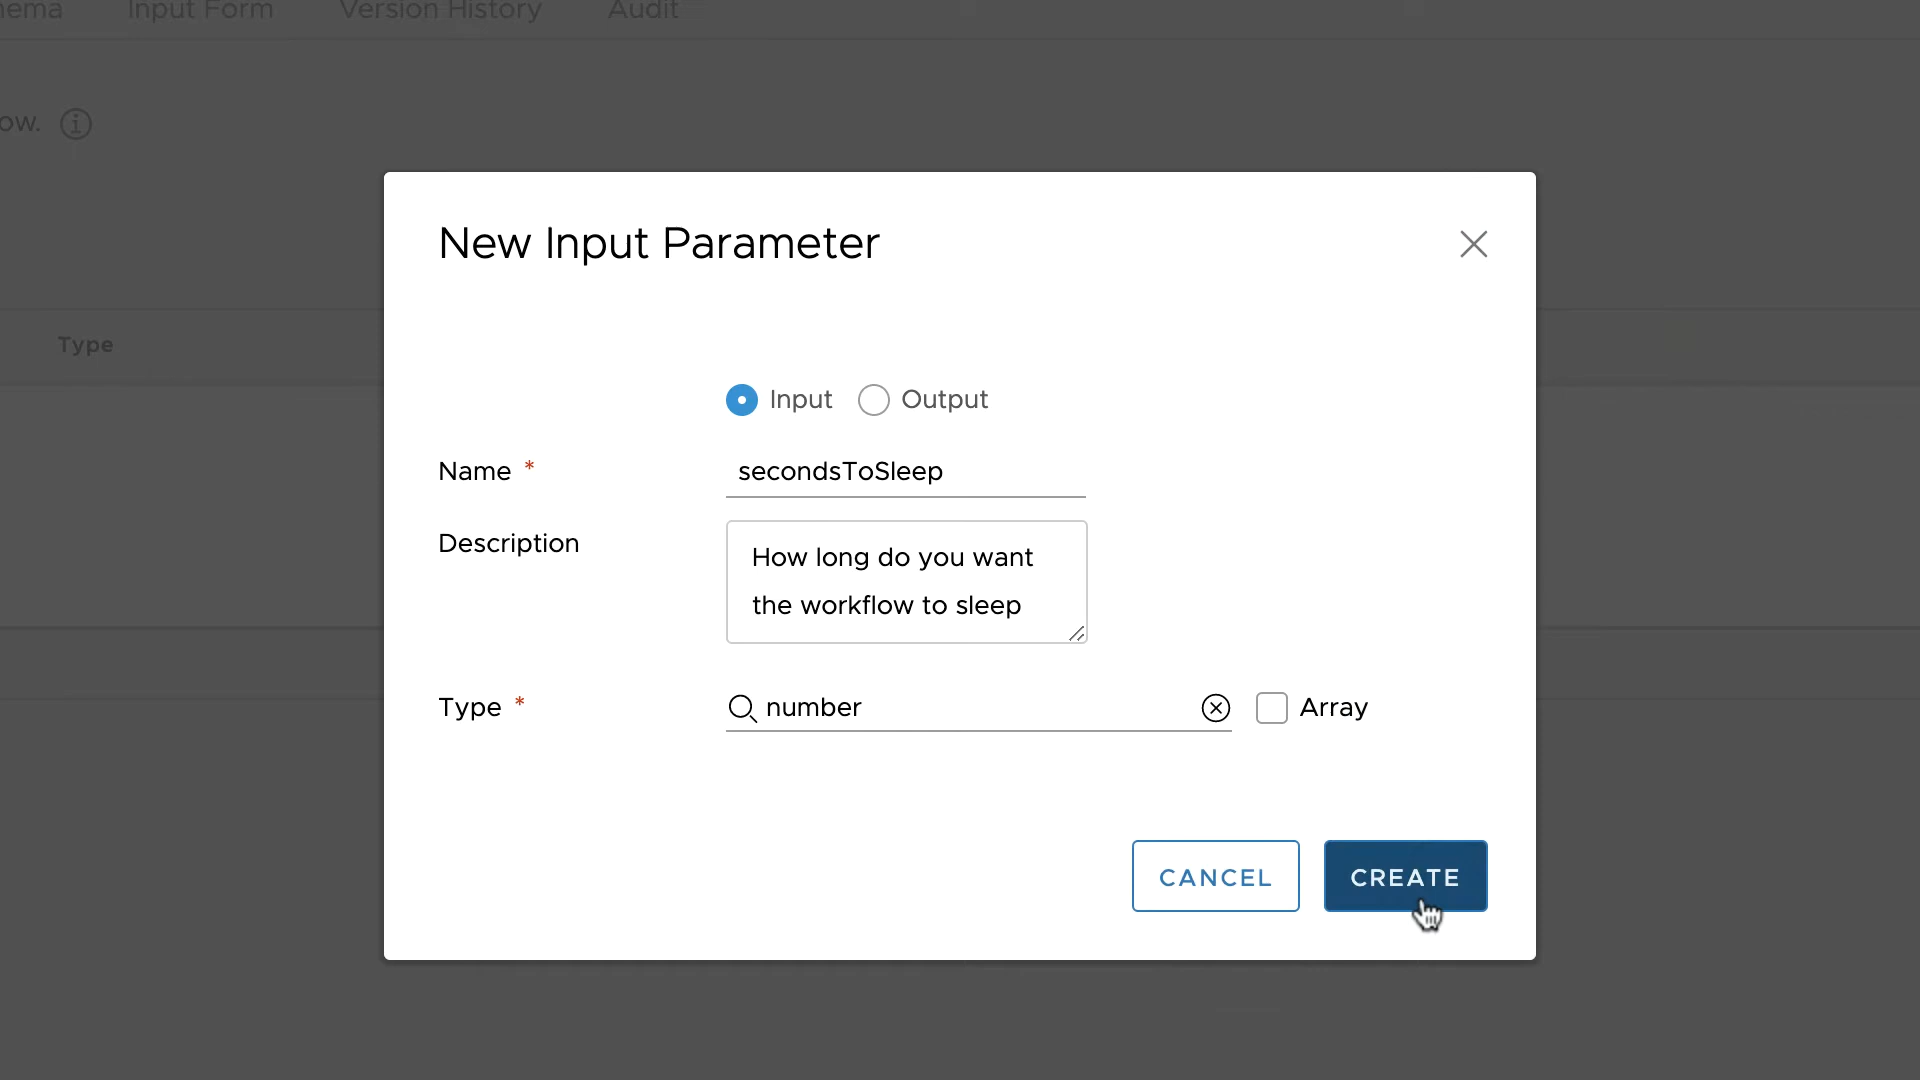 Input Form Version History Audit
ow.
Type
New Input Parameter
Input Output
Name * secondsToSleep
Description
How long do you want
the workflow to sleep
Type * number Array
CANCEL CREATE